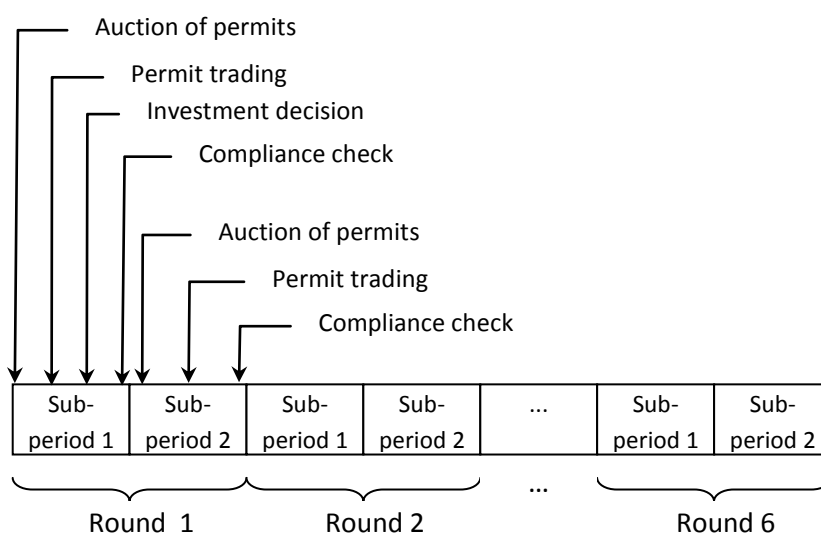 Auction of permits
Permit trading
Investment decision
Compliance check
Auction of permits
Permit trading
Compliance check
Sub-
period 1
Sub-
period 2
Sub-
period 1
Sub-
period 2
...
Sub-
period 1
Sub-
period 2
...
Round 1
Round 2
Round 6